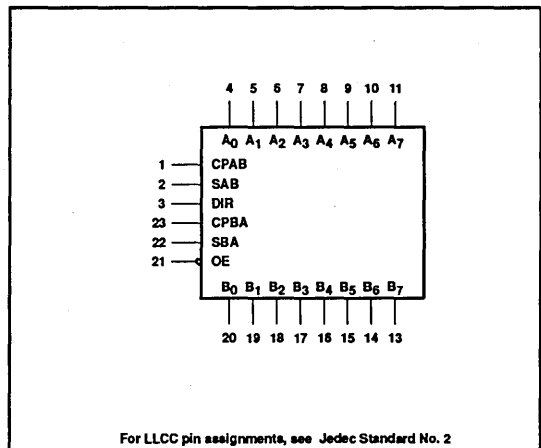 4 5 6 7 8 9 10 11
A0 A1 A2 A3 A4 A5 A6 A7
1 CPAB
2 SAB
3 DIR
23 CPBA
22 SBA
21 OE
B0 B1 B2 B3 B4 B5 B6 B7
20 19 18 17 16 15 14 13
For LLCC pin assignments, see Jedec Standard No. 2